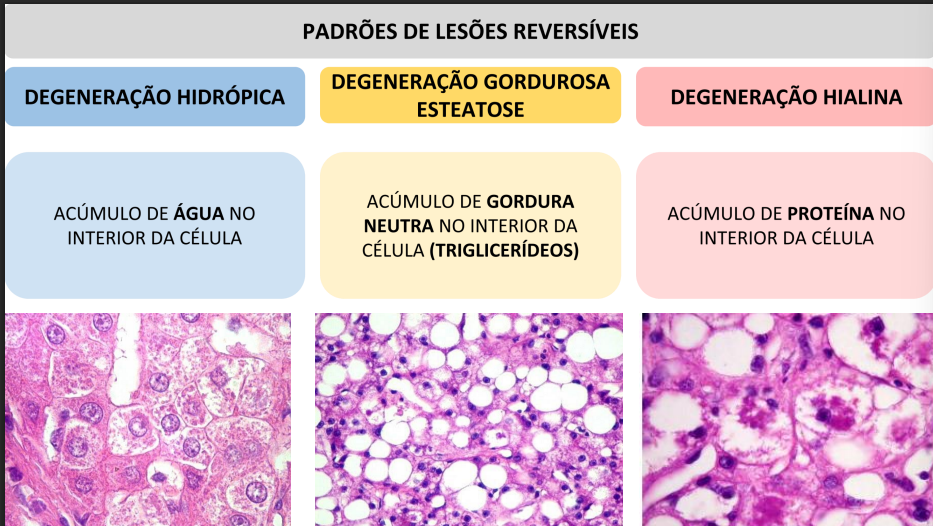 PADRÕES DE LESÕES REVERSÍVEIS
DEGENERAÇÃO HIDRÓPICA
DEGENERAÇÃO GORDUROSA
ESTEATOSE
DEGENERAÇÃO HIALINA
ACÚMULO DE ÁGUA NO
INTERIOR DA CÉLULA
ACÚMULO DE GORDURA
NEUTRA NO INTERIOR DA
CÉLULA (TRIGLICERÍDEOS)
ACÚMULO DE PROTEÍNA NO
INTERIOR DA CÉLULA